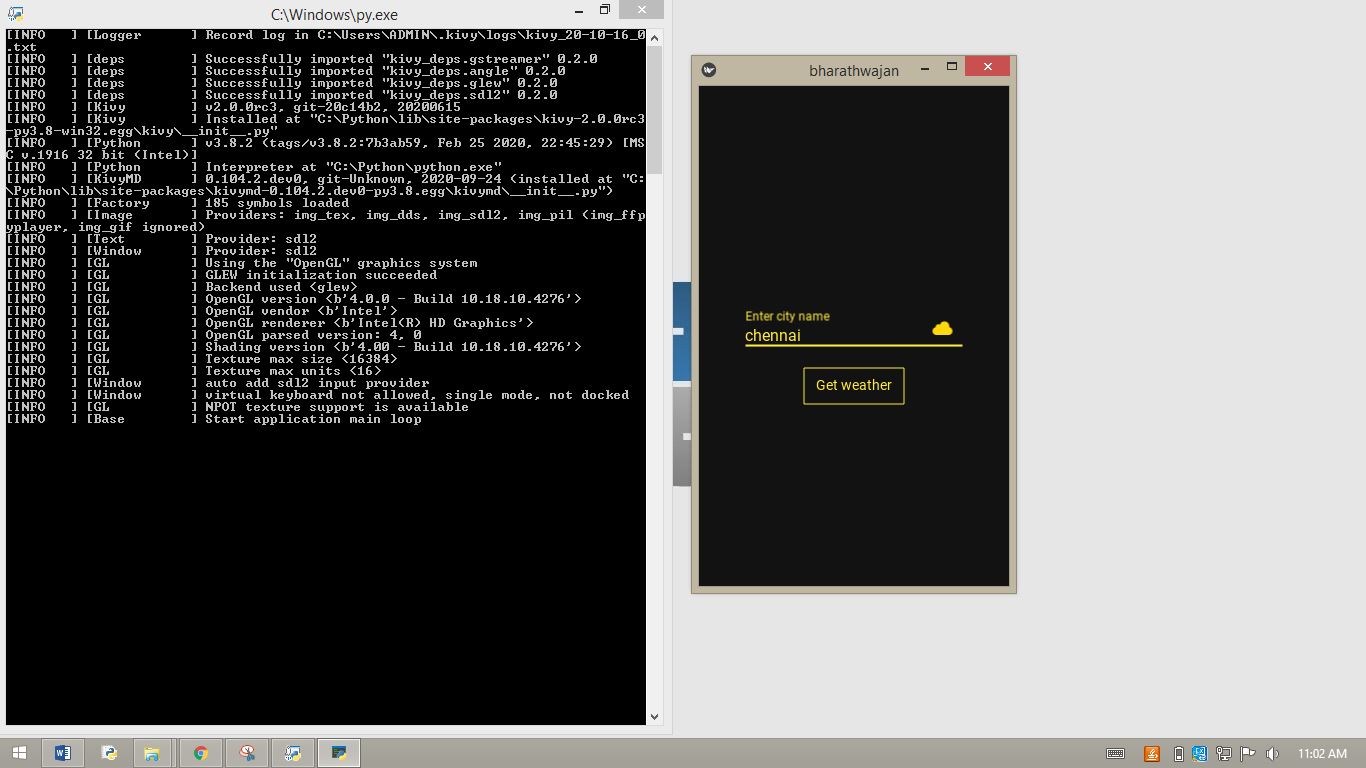 C:\Windows\py.exe
[INFO   ] [Logger      ] Record log in C:\Users\ADMIN\.kivy\logs\kivy_20-10-16_0
.txt
[INFO   ] [deps        ] Successfully imported "kivy_deps.gstreamer" 0.2.0
[INFO   ] [deps        ] Successfully imported "kivy_deps.angle" 0.2.0
[INFO   ] [deps        ] Successfully imported "kivy_deps.glew" 0.2.0
[INFO   ] [deps        ] Successfully imported "kivy_deps.sdl2" 0.2.0
[INFO   ] [Kivy        ] v2.0.0rc3, git-20c14b2, 20200615
[INFO   ] [Kivy        ] Installed at "C:\Python\lib\site-packages\kivy-2.0.0rc3
-py3.8-win32.egg\kivy\__init__.py"
[INFO   ] [Python      ] v3.8.2 (tags/v3.8.2:7b3ab59, Feb 25 2020, 22:45:29) [MS
C v.1916 32 bit (Intel)]
[INFO   ] [Python      ] Interpreter at "C:\Python\python.exe"
[INFO   ] [KivyMD      ] 0.104.2.dev0, git-Unknown, 2020-09-24 (installed at "C:
\Python\lib\site-packages\kivymd-0.104.2.dev0-py3.8.egg\kivymd\__init__.py")
[INFO   ] [Factory     ] 185 symbols loaded
[INFO   ] [Image       ] Providers: img_tex, img_dds, img_sdl2, img_pil (img_ffp
yplayer, img_gif ignored)
[INFO   ] [Text        ] Provider: sdl2
[INFO   ] [Window      ] Provider: sdl2
[INFO   ] [GL          ] Using the "OpenGL" graphics system
[INFO   ] [GL          ] GLEW initialization succeeded
[INFO   ] [GL          ] Backend used <glew>
[INFO   ] [GL          ] OpenGL version <b'4.0.0 - Build 10.18.10.4276'>
[INFO   ] [GL          ] OpenGL vendor <b'Intel'>
[INFO   ] [GL          ] OpenGL renderer <b'Intel(R) HD Graphics'>
[INFO   ] [GL          ] OpenGL parsed version: 4, 0
[INFO   ] [GL          ] Shading version <b'4.00 - Build 10.18.10.4276'>
[INFO   ] [GL          ] Texture max size <16384>
[INFO   ] [GL          ] Texture max units <16>
[INFO   ] [Window      ] auto add sdl2 input provider
[INFO   ] [Window      ] virtual keyboard not allowed, single mode, not docked
[INFO   ] [GL          ] NPOT texture support is available
[INFO   ] [Base        ] Start application main loop
bharathwajan
Enter city name
chennai
Get weather
11:02 AM